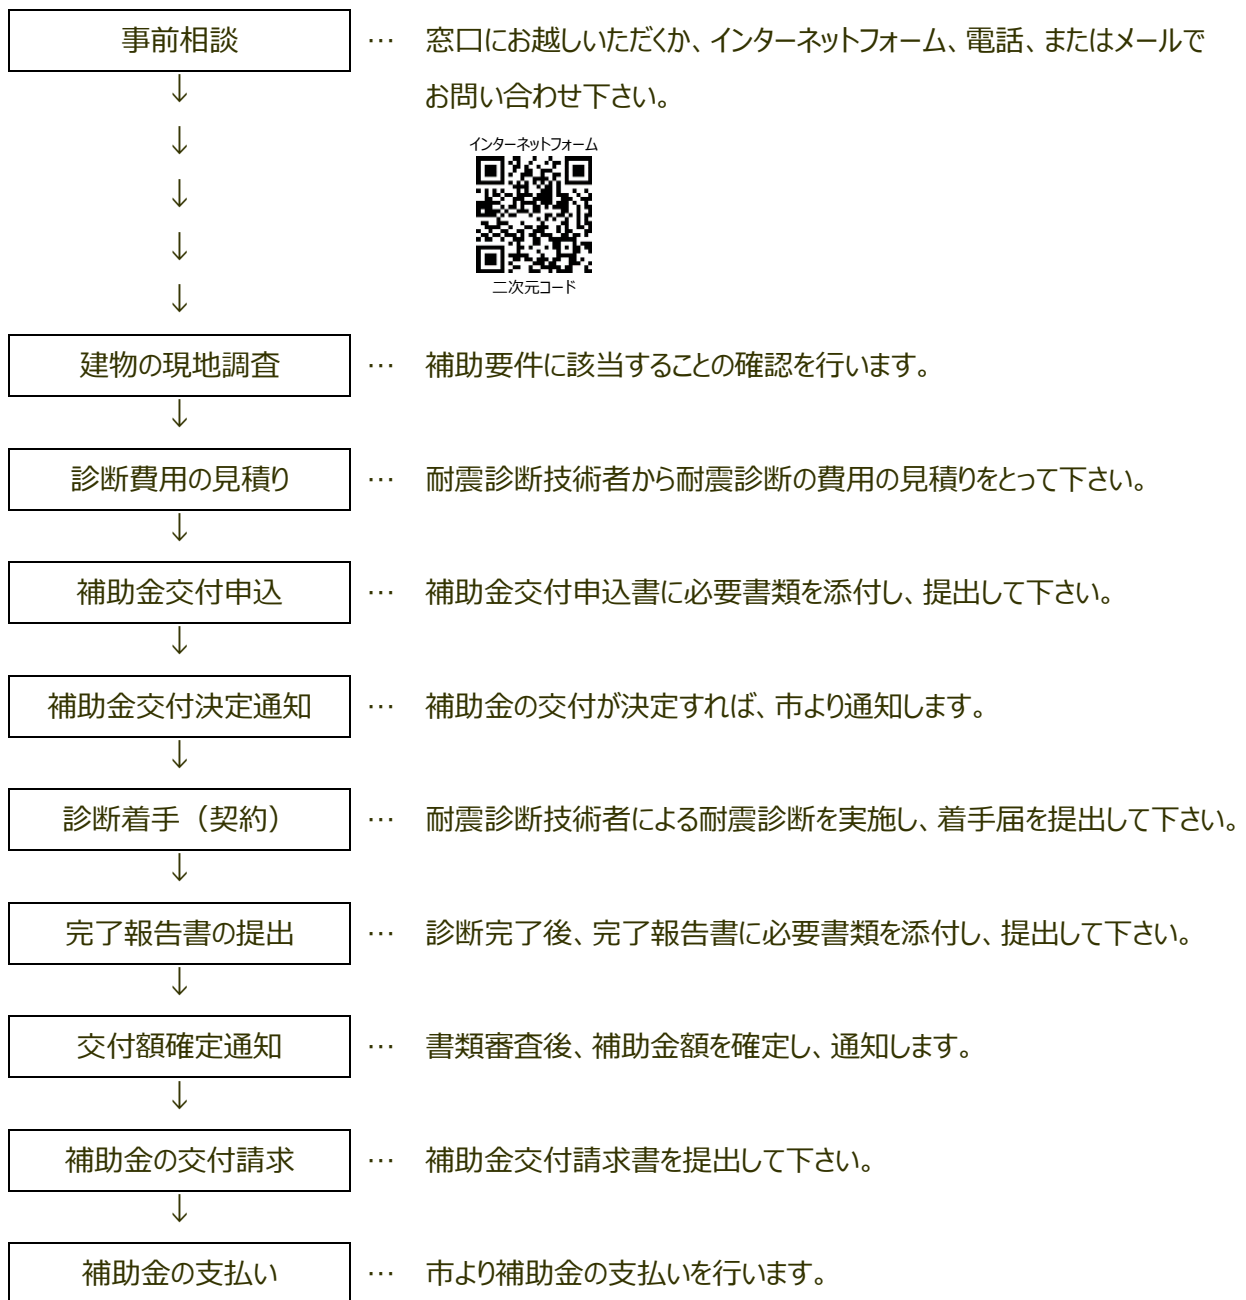 事前相談 … 窓口にお越しいただくか、インターネットフォーム、電話、またはメールで
↓ お問い合わせ下さい。
↓ インターネットフォーム
↓
↓
↓ 二次元コード
建物の現地調査 … 補助要件に該当することの確認を行います。
↓
診断費用の見積り … 耐震診断技術者から耐震診断の費用の見積りをとって下さい。
↓
補助金交付申込 … 補助金交付申込書に必要書類を添付し、提出して下さい。
↓
補助金交付決定通知 … 補助金の交付が決定すれば、市より通知します。
↓
診断着手（契約） … 耐震診断技術者による耐震診断を実施し、着手届を提出して下さい。
↓
完了報告書の提出 … 診断完了後、完了報告書に必要書類を添付し、提出して下さい。
↓
交付額確定通知 … 書類審査後、補助金額を確定し、通知します。
↓
補助金の交付請求 … 補助金交付請求書を提出して下さい。
↓
補助金の支払い … 市より補助金の支払いを行います。